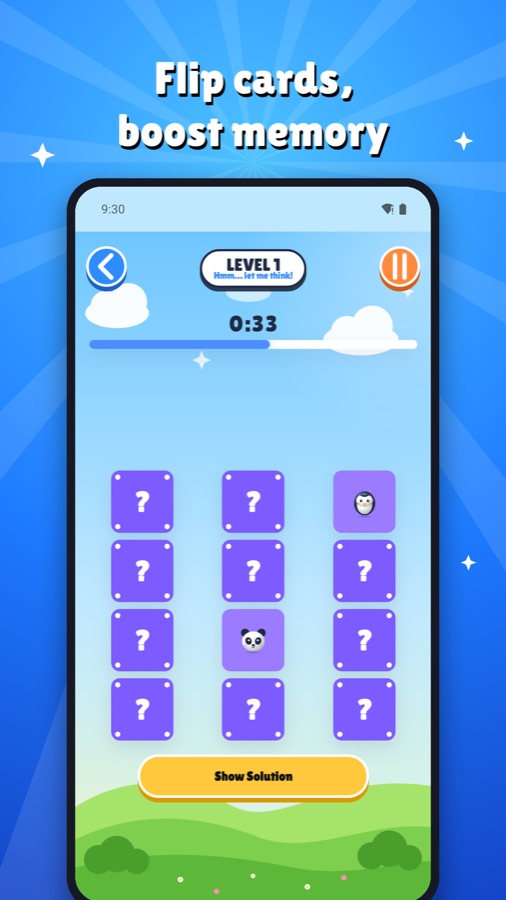 Flip cards,
boost memory
9:30
LEVEL 1
Hmm... let me think!
0:33
? ?
? ? ?
? ?
? ? ?
Show Solution